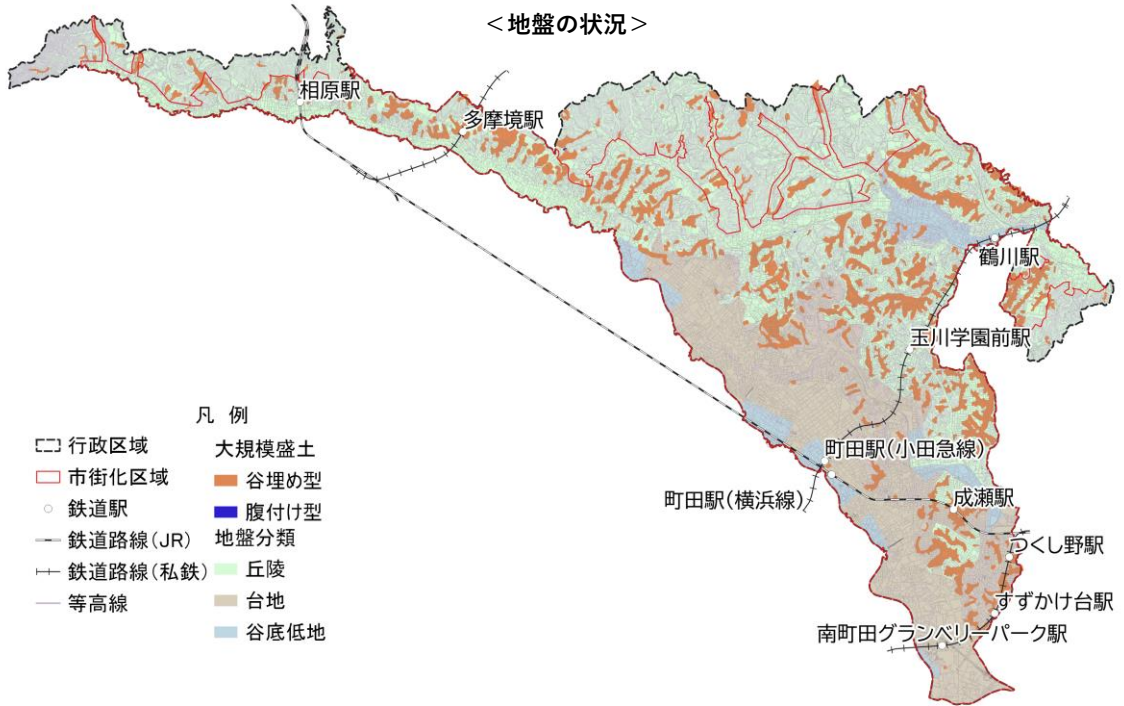 ＜地盤の状況＞
相原駅
多摩境駅
鶴川駅
玉川学園前駅
町田駅(小田急線)
町田駅(横浜線)
成瀬駅
つくし野駅
すずかけ台駅
南町田グランベリーパーク駅
凡 例
行政区域
市街化区域
鉄道駅
鉄道路線(JR)
鉄道路線(私鉄)
等高線
大規模盛土
谷埋め型
腹付け型
地盤分類
丘陵
台地
谷底低地